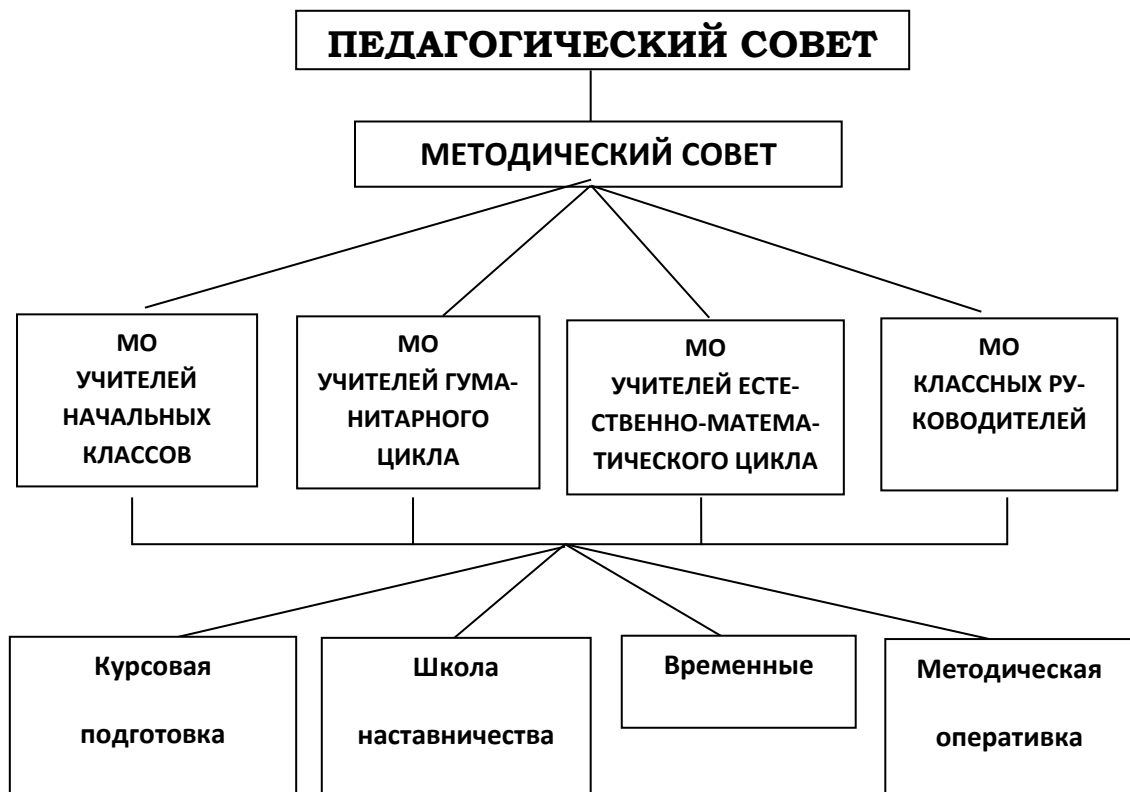 ПЕДАГОГИЧЕСКИЙ СОВЕТ
МЕТОДИЧЕСКИЙ СОВЕТ
МО
УЧИТЕЛЕЙ
НАЧАЛЬНЫХ
КЛАССОВ
МО
УЧИТЕЛЕЙ ГУМА-
НИТАРНОГО
ЦИКЛА
МО
УЧИТЕЛЕЙ ЕСТЕ-
СТВЕННО-МАТЕМА-
ТИЧЕСКОГО ЦИКЛА
МО
КЛАССНЫХ РУ-
КОВОДИТЕЛЕЙ
Курсовая
подготовка
Школа
наставничества
Временные
Методическая
оперативка